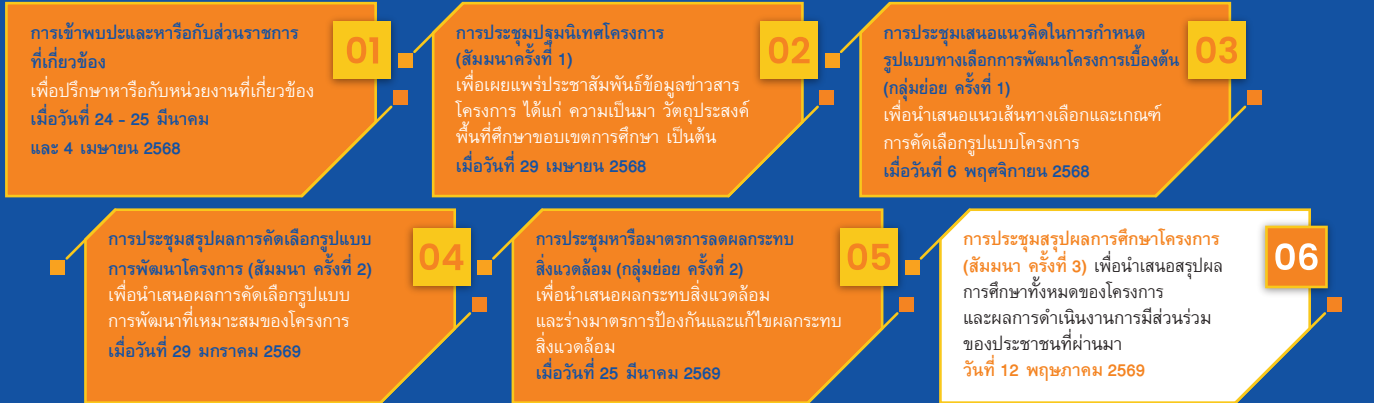 การเข้าพบปะและหารือกับส่วนราชการ
ที่เกี่ยวข้อง
เพื่อปรึกษาหารือกับหน่วยงานที่เกี่ยวข้อง
เมื่อวันที่ 24 - 25 มีนาคม
และ 4 เมษายน 2568
01
การประชุมปฐมนิเทศโครงการ
(สัมมนาครั้งที่ 1)
เพื่อเผยแพร่ประชาสัมพันธ์ข้อมูลข่าวสาร
โครงการ ได้แก่ ความเป็นมา วัตถุประสงค์
พื้นที่ศึกษาขอบเขตการศึกษา เป็นต้น
เมื่อวันที่ 29 เมษายน 2568
02
การประชุมเสนอแนวคิดในการกำหนด
รูปแบบทางเลือกการพัฒนาโครงการเบื้องต้น
(กลุ่มย่อย ครั้งที่ 1)
เพื่อนำเสนอแนวเส้นทางเลือกและเกณฑ์
การคัดเลือกรูปแบบโครงการ
เมื่อวันที่ 6 พฤศจิกายน 2568
03
การประชุมสรุปผลการคัดเลือกรูปแบบ
การพัฒนาโครงการ (สัมมนา ครั้งที่ 2)
เพื่อนำเสนอผลการคัดเลือกรูปแบบ
การพัฒนาที่เหมาะสมของโครงการ
เมื่อวันที่ 29 มกราคม 2569
04
การประชุมหารือมาตรการลดผลกระทบ
สิ่งแวดล้อม (กลุ่มย่อย ครั้งที่ 2)
เพื่อนำเสนอผลกระทบสิ่งแวดล้อม
และร่างมาตรการป้องกันและแก้ไขผลกระทบ
สิ่งแวดล้อม
เมื่อวันที่ 25 มีนาคม 2569
05
การประชุมสรุปผลการศึกษาโครงการ
(สัมมนา ครั้งที่ 3) เพื่อนำเสนอสรุปผล
การศึกษาทั้งหมดของโครงการ
และผลการดำเนินงานการมีส่วนร่วม
ของประชาชนที่ผ่านมา
วันที่ 12 พฤษภาคม 2569
06